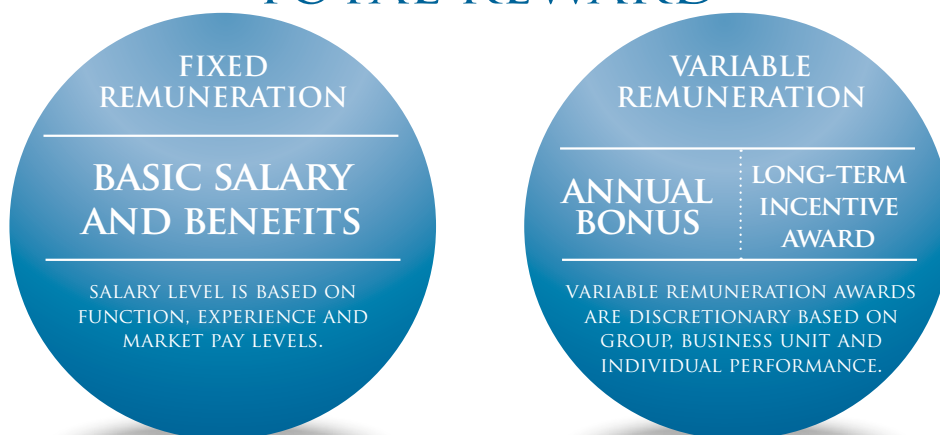 TOTAL REWARD
FIXED
REMUNERATION
BASIC SALARY
AND BENEFITS
SALARY LEVEL IS BASED ON
FUNCTION, EXPERIENCE AND
MARKET PAY LEVELS.
VARIABLE
REMUNERATION
ANNUAL
BONUS
LONG-TERM
INCENTIVE
AWARD
VARIABLE REMUNERATION AWARDS
ARE DISCRETIONARY BASED ON
GROUP, BUSINESS UNIT AND
INDIVIDUAL PERFORMANCE.